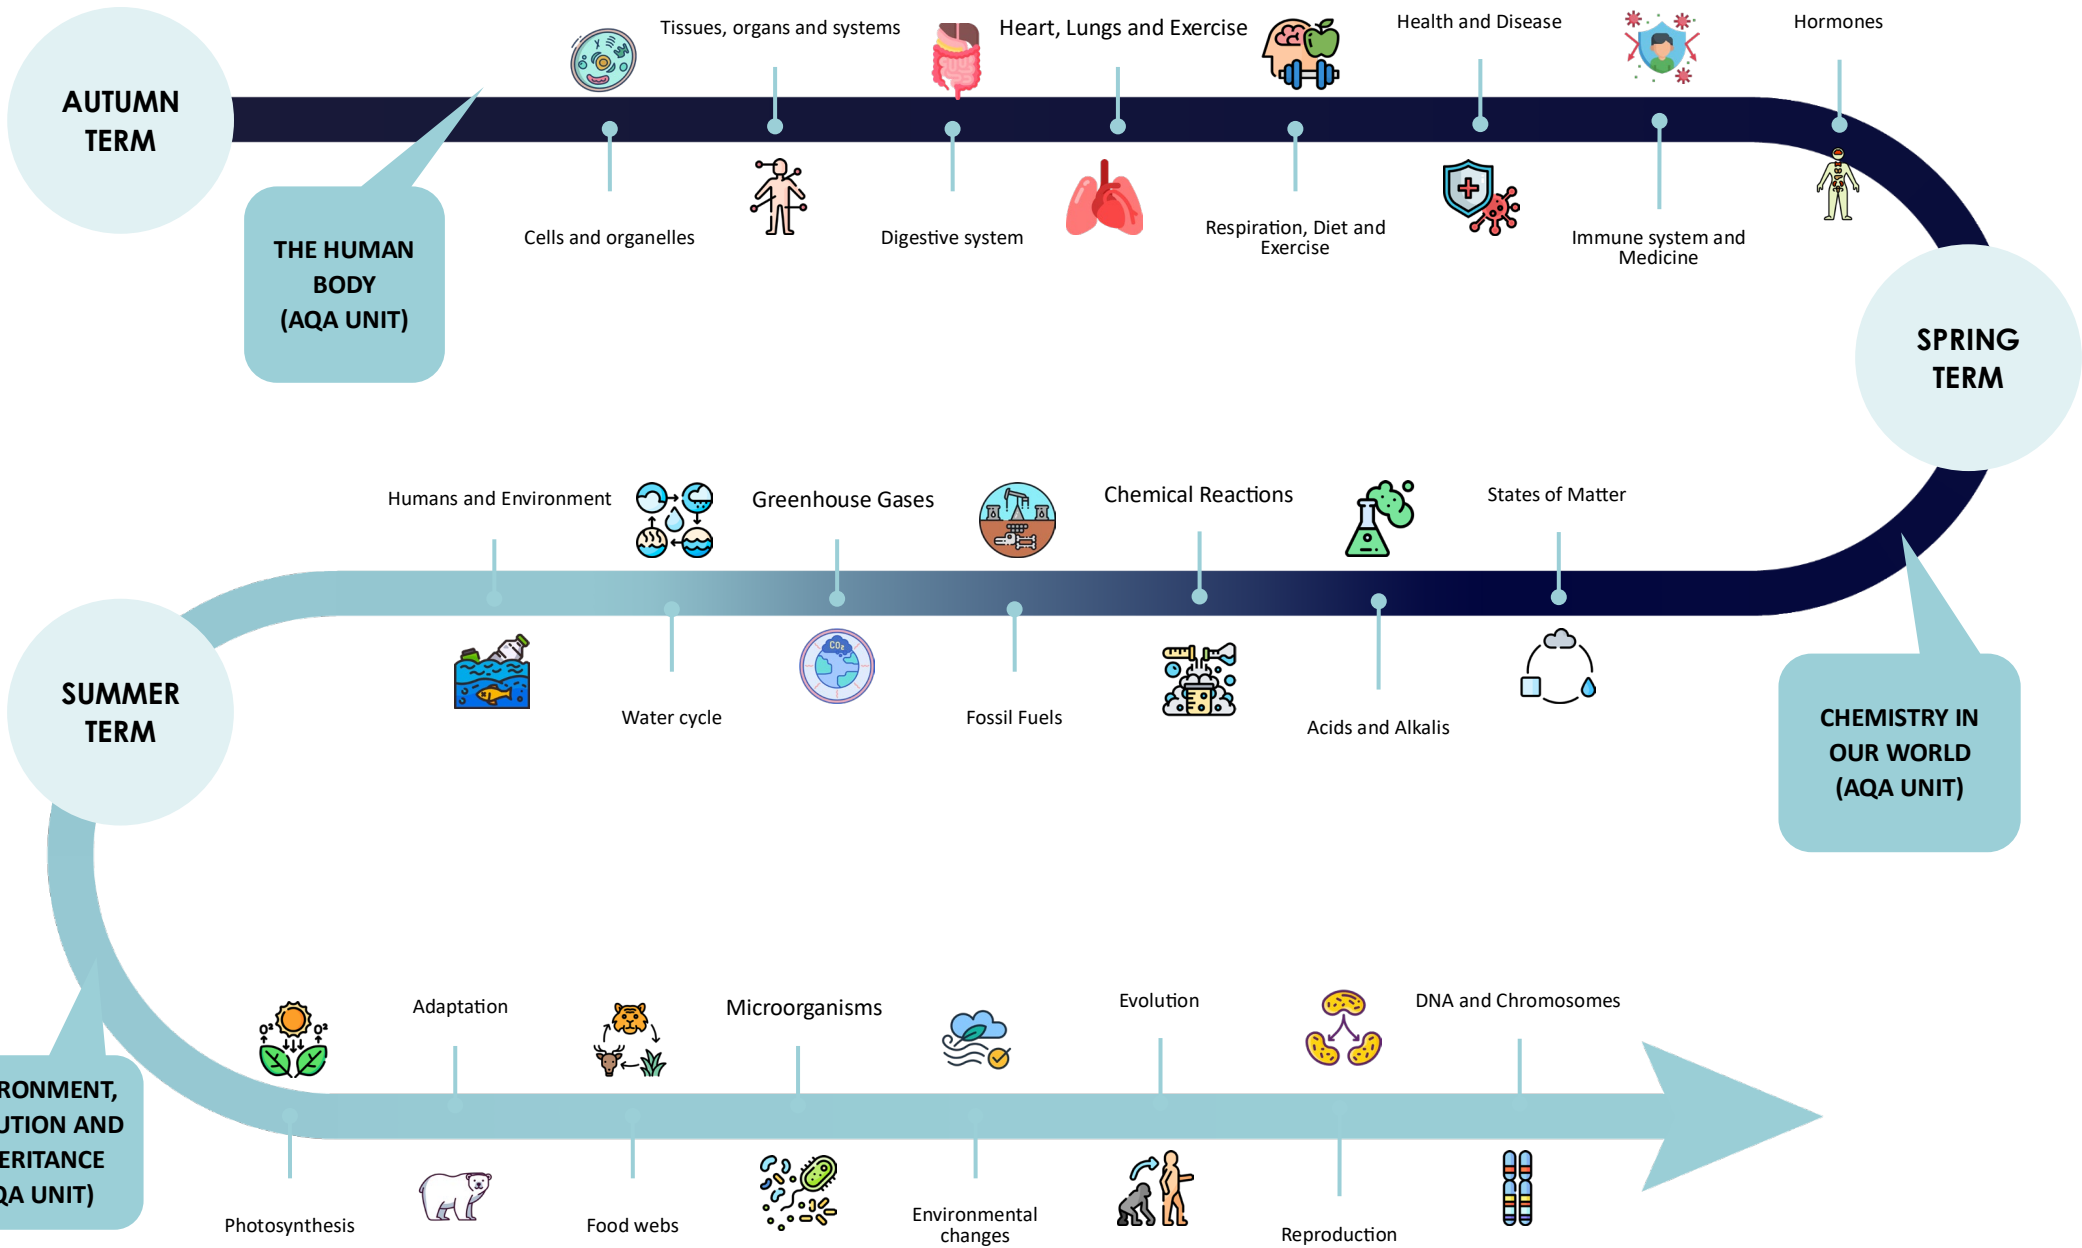 AUTUMN
TERM
THE HUMAN
BODY
(AQA UNIT)
Cells and organelles
Tissues, organs and systems
Digestive system
Heart, Lungs and Exercise
Respiration, Diet and
Exercise
Health and Disease
Immune system and
Medicine
Hormones
SPRING
TERM
CHEMISTRY IN
OUR WORLD
(AQA UNIT)
States of Matter
Acids and Alkalis
Chemical Reactions
Fossil Fuels
Greenhouse Gases
CO₂
Water cycle
Humans and Environment
SUMMER
TERM
RONMENT,
UTION AND
ERITANCE
QA UNIT)
Photosynthesis
O² O²
Adaptation
Food webs
Microorganisms
Environmental
changes
Evolution
Reproduction
DNA and Chromosomes